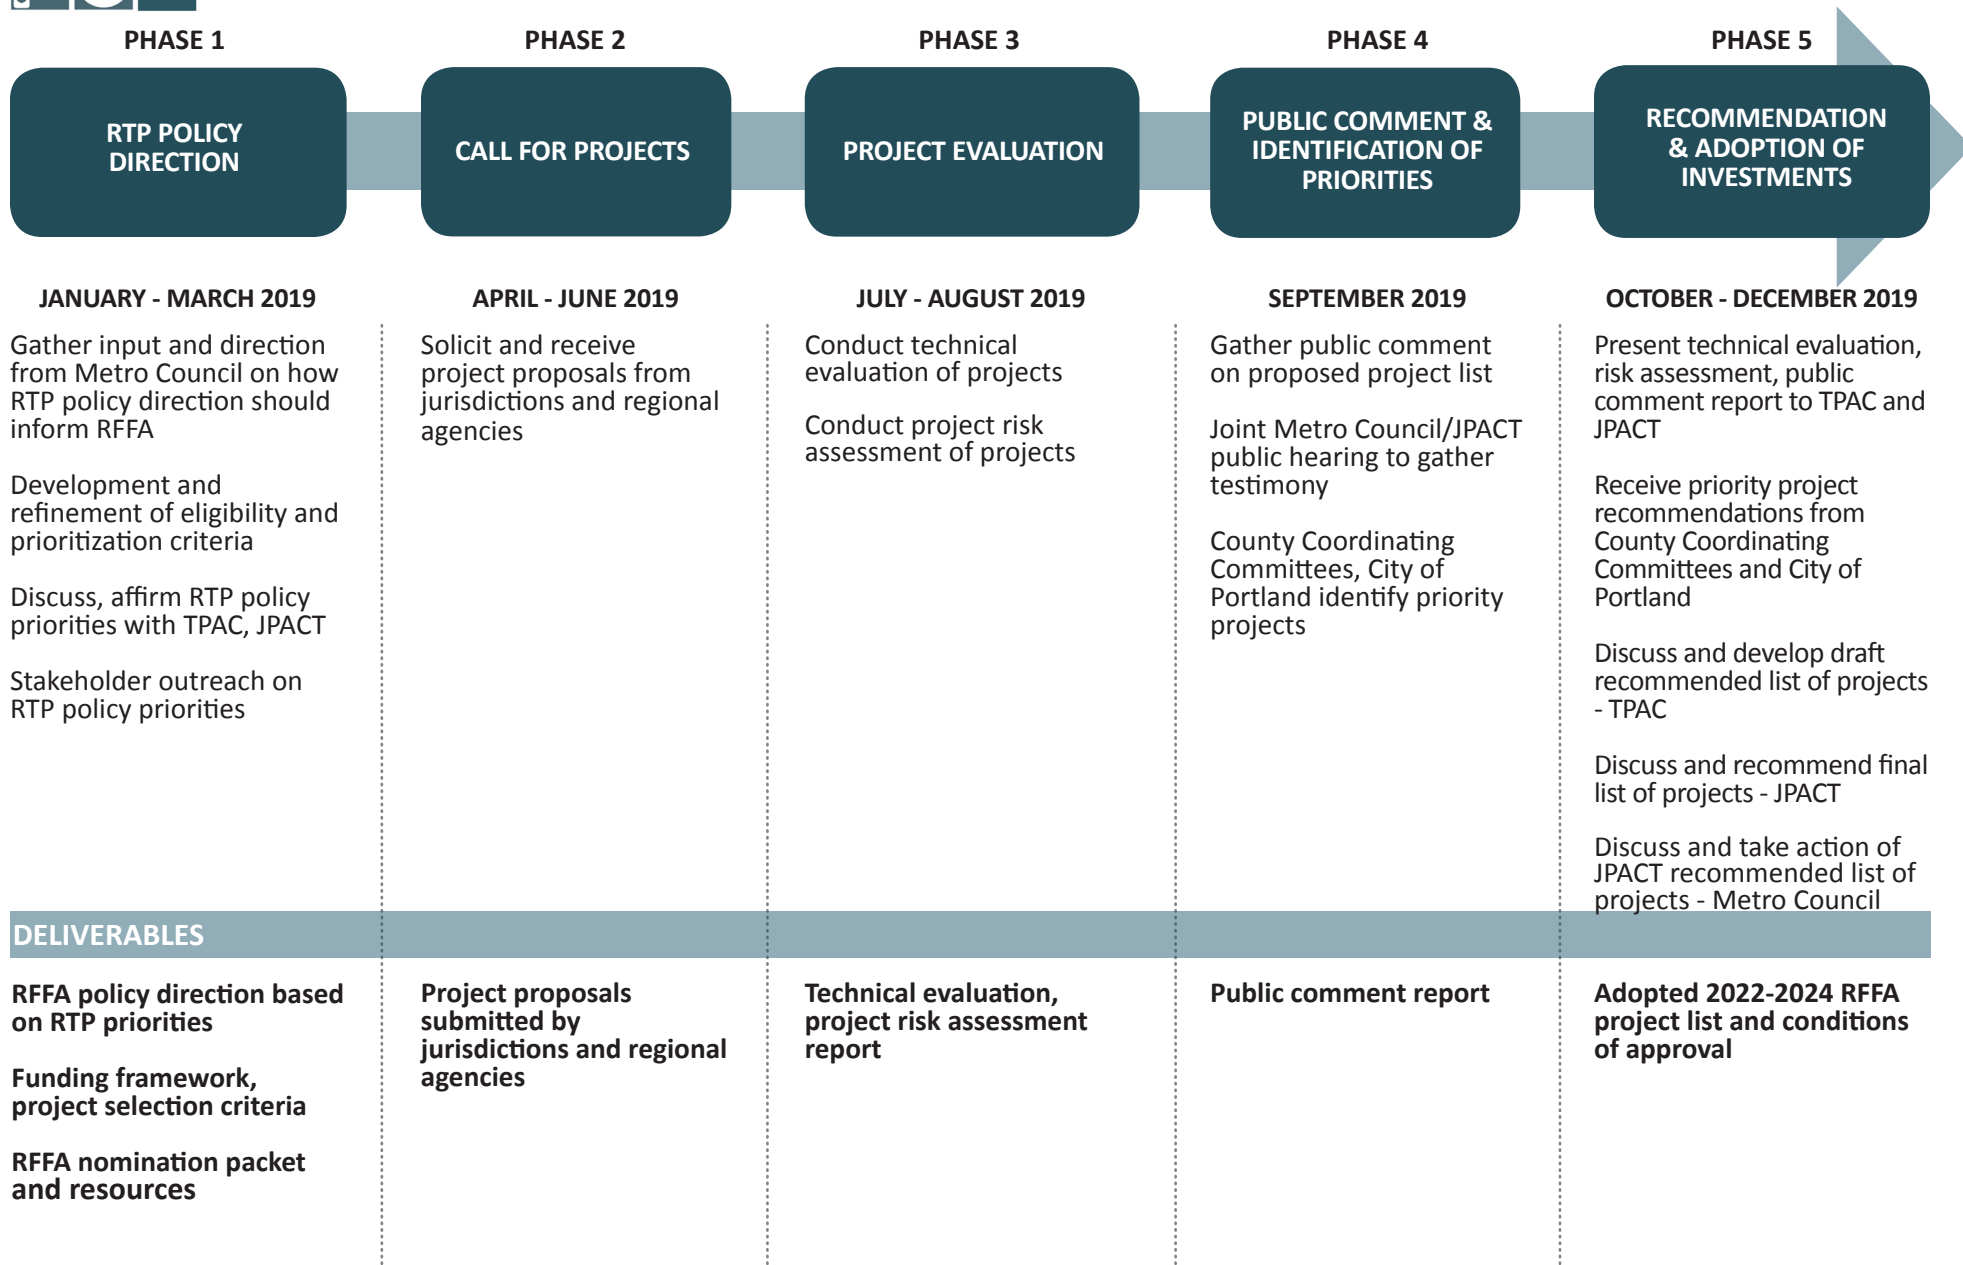 PHASE 1
RTP POLICY
DIRECTION
JANUARY - MARCH 2019
Gather input and direction
from Metro Council on how
RTP policy direction should
inform RFFA
Development and
refinement of eligibility and
prioritization criteria
Discuss, affirm RTP policy
priorities with TPAC, JPACT
Stakeholder outreach on
RTP policy priorities
PHASE 2
CALL FOR PROJECTS
APRIL - JUNE 2019
Solicit and receive
project proposals from
jurisdictions and regional
agencies
PHASE 3
PROJECT EVALUATION
JULY - AUGUST 2019
Conduct technical
evaluation of projects
Conduct project risk
assessment of projects
PHASE 4
PUBLIC COMMENT &
IDENTIFICATION OF
PRIORITIES
SEPTEMBER 2019
Gather public comment
on proposed project list
Joint Metro Council/JPACT
public hearing to gather
testimony
County Coordinating
Committees, City of
Portland identify priority
projects
PHASE 5
RECOMMENDATION
& ADOPTION OF
INVESTMENTS
OCTOBER - DECEMBER 2019
Present technical evaluation,
risk assessment, public
comment report to TPAC and
JPACT
Receive priority project
recommendations from
County Coordinating
Committees and City of
Portland
Discuss and develop draft
recommended list of projects
- TPAC
Discuss and recommend final
list of projects - JPACT
Discuss and take action of
JPACT recommended list of
projects - Metro Council
DELIVERABLES
RFFA policy direction based
on RTP priorities
Funding framework,
project selection criteria
RFFA nomination packet
and resources
Project proposals
submitted by
jurisdictions and regional
agencies
Technical evaluation,
project risk assessment
report
Public comment report
Adopted 2022-2024 RFFA
project list and conditions
of approval